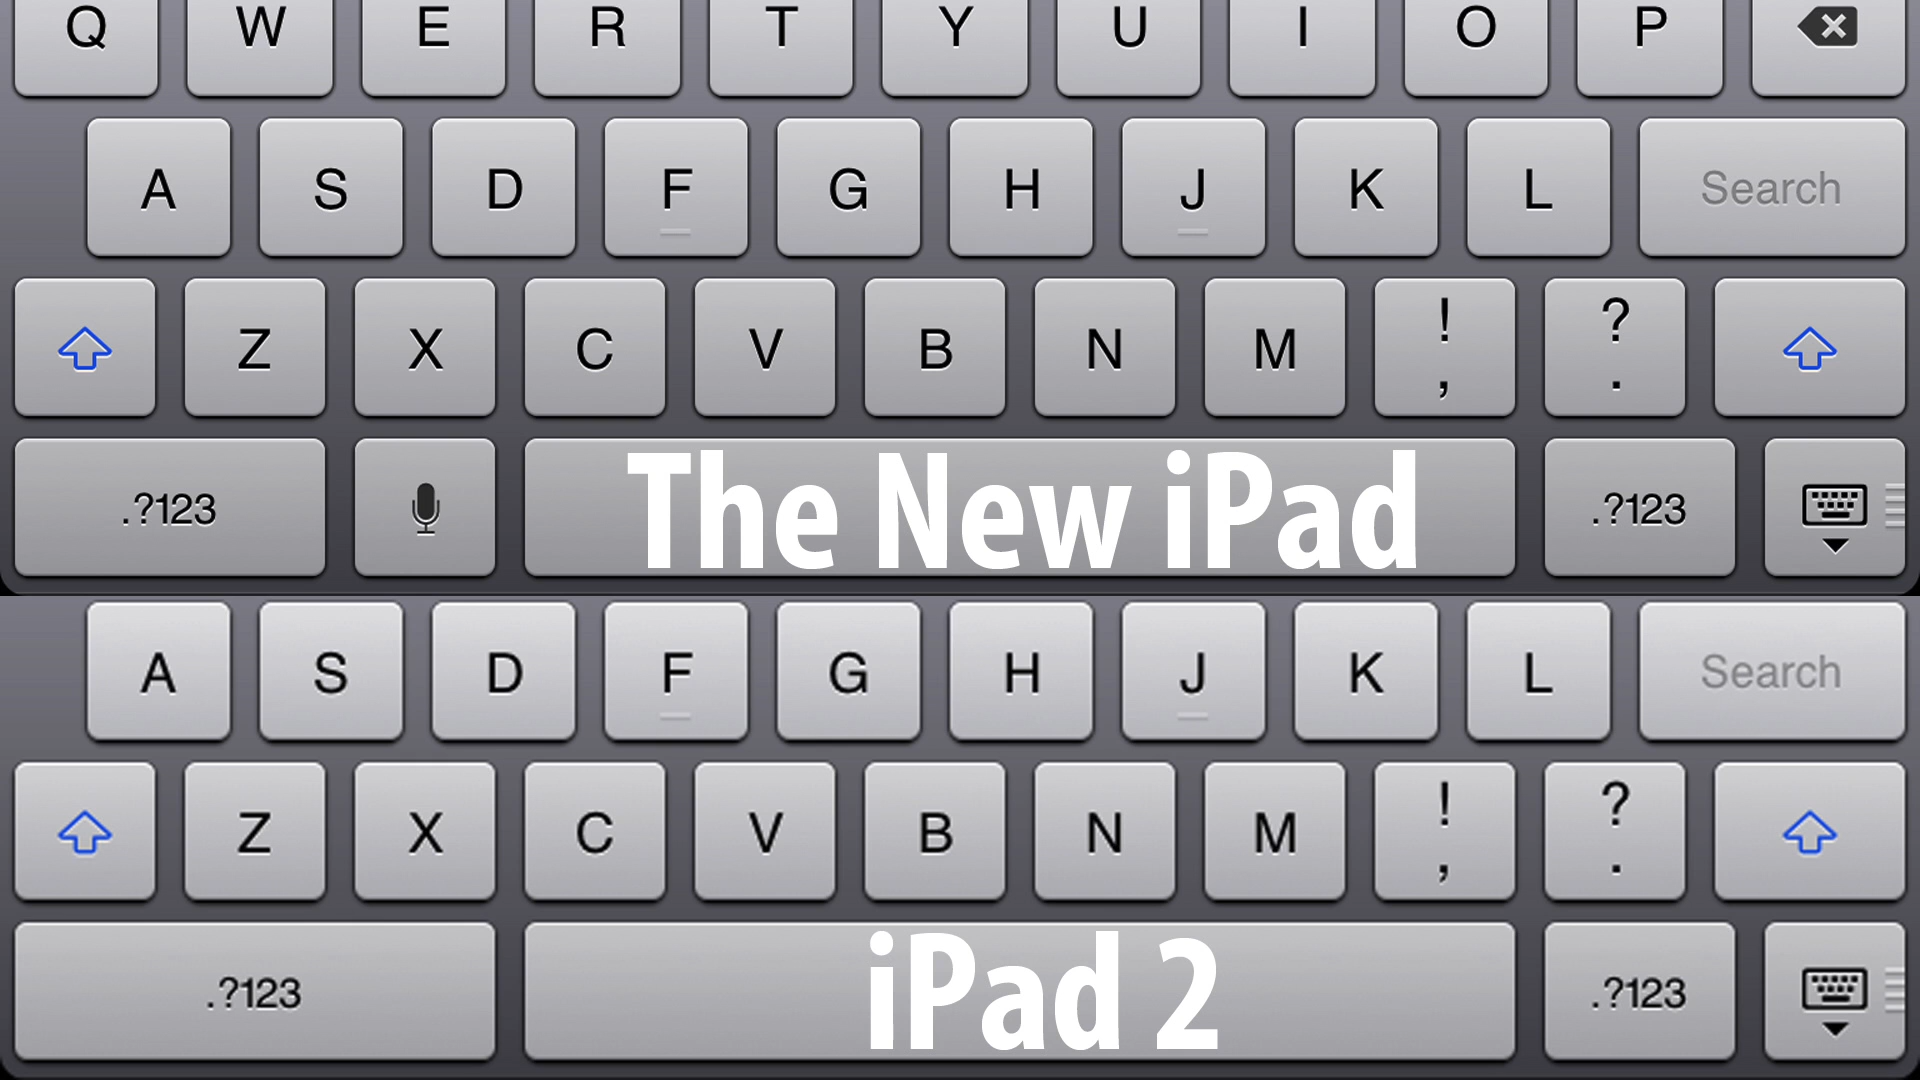 Q W E R T Y U I O P
A S D F G H J K L Search
Z X C V B N M ! ?
, .
.?123 The New iPad .?123
A S D F G H J K L Search
Z X C V B N M ! ?
, .
.?123 iPad 2 .?123